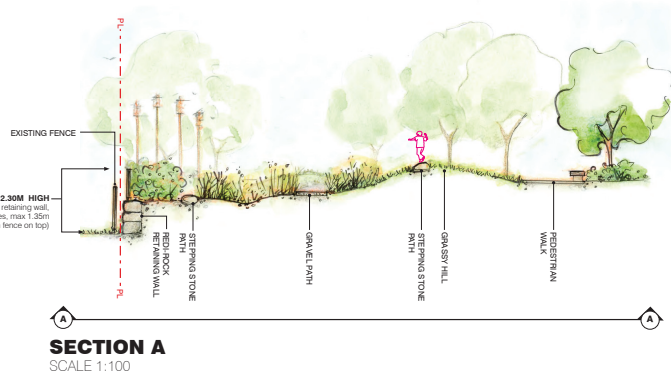 PL
EXISTING FENCE
2.30M HIGH
retaining wall,
es, max 1.35m
fence on top)
REDI-ROCK
RETAINING WALL
STEPPING STONE
PATH
GRAVEL PATH
STEPPING STONE
PATH
GRASSY HILL
PEDESTRIAN
WALK
PL
A
A
SECTION A
SCALE 1:100